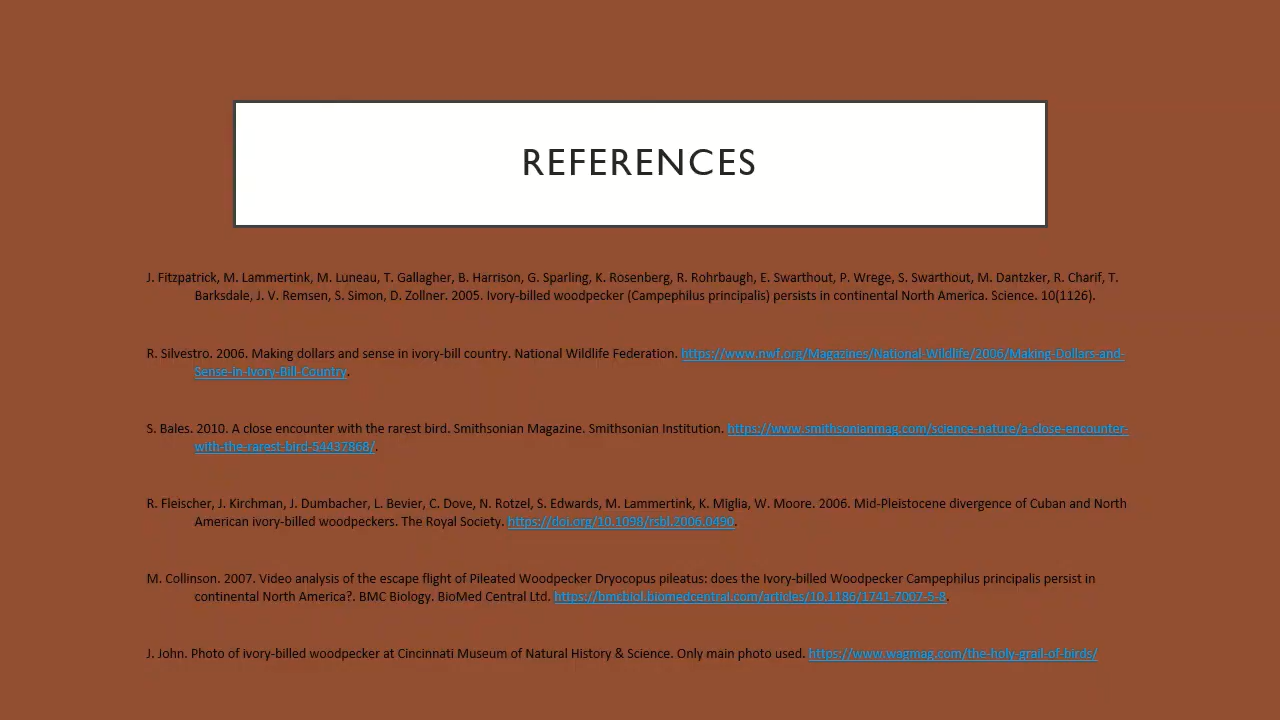 REFERENCES
J. Fitzpatrick, M. Lammertink, M. Luneau, T. Gallagher, B. Harrison, G. Sparling, K. Rosenberg, R. Rohrbaugh, E. Swarthout, P. Wrege, S. Swarthout, M. Dantzker, R. Charif, T.
Barksdale, J. V. Remsen, S. Simon, D. Zollner. 2005. Ivory-billed woodpecker (Campephilus principalis) persists in continental North America. Science. 10(1126).
R. Silvestro. 2006. Making dollars and sense in ivory-bill country. National Wildlife Federation. https://www.nwf.org/Magazines/National-Wildlife/2006/Making-Dollars-and-
Sense-in-Ivory-Bill-Country.
S. Bales. 2010. A close encounter with the rarest bird. Smithsonian Magazine. Smithsonian Institution. https://www.smithsonianmag.com/science-nature/a-close-encounter-
with-the-rarest-bird-54437868/.
R. Fleischer, J. Kirchman, J. Dumbacher, L. Bevier, C. Dove, N. Rotzel, S. Edwards, M. Lammertink, K. Miglia, W. Moore. 2006. Mid-Pleistocene divergence of Cuban and North
American ivory-billed woodpeckers. The Royal Society. https://doi.org/10.1098/rsbl.2006.0490.
M. Collinson. 2007. Video analysis of the escape flight of Pileated Woodpecker Dryocopus pileatus: does the Ivory-billed Woodpecker Campephilus principalis persist in
continental North America?. BMC Biology. BioMed Central Ltd. https://bmcbiol.biomedcentral.com/articles/10.1186/1741-7007-5-8.
J. John. Photo of ivory-billed woodpecker at Cincinnati Museum of Natural History & Science. Only main photo used. https://www.wagmag.com/the-holy-grail-of-birds/